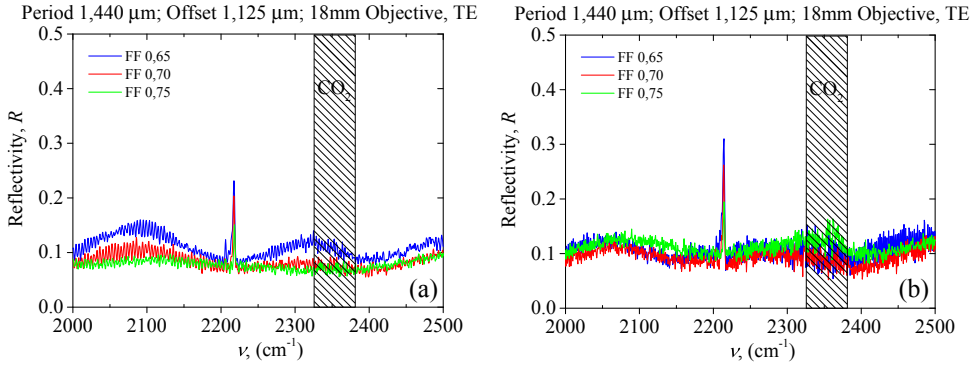 Period 1,440 μm; Offset 1,125 μm; 18mm Objective, TE
Reflectivity, R
0.5
0.4
0.3
0.2
0.1
0.0
FF 0,65
FF 0,70
FF 0,75
CO2
(a)
2000 2100 2200 2300 2400 2500
ν, (cm-1)
Period 1,440 μm; Offset 1,125 μm; 18mm Objective, TE
Reflectivity, R
0.5
0.4
0.3
0.2
0.1
0.0
FF 0,65
FF 0,70
FF 0,75
CO2
(b)
2000 2100 2200 2300 2400 2500
ν, (cm-1)